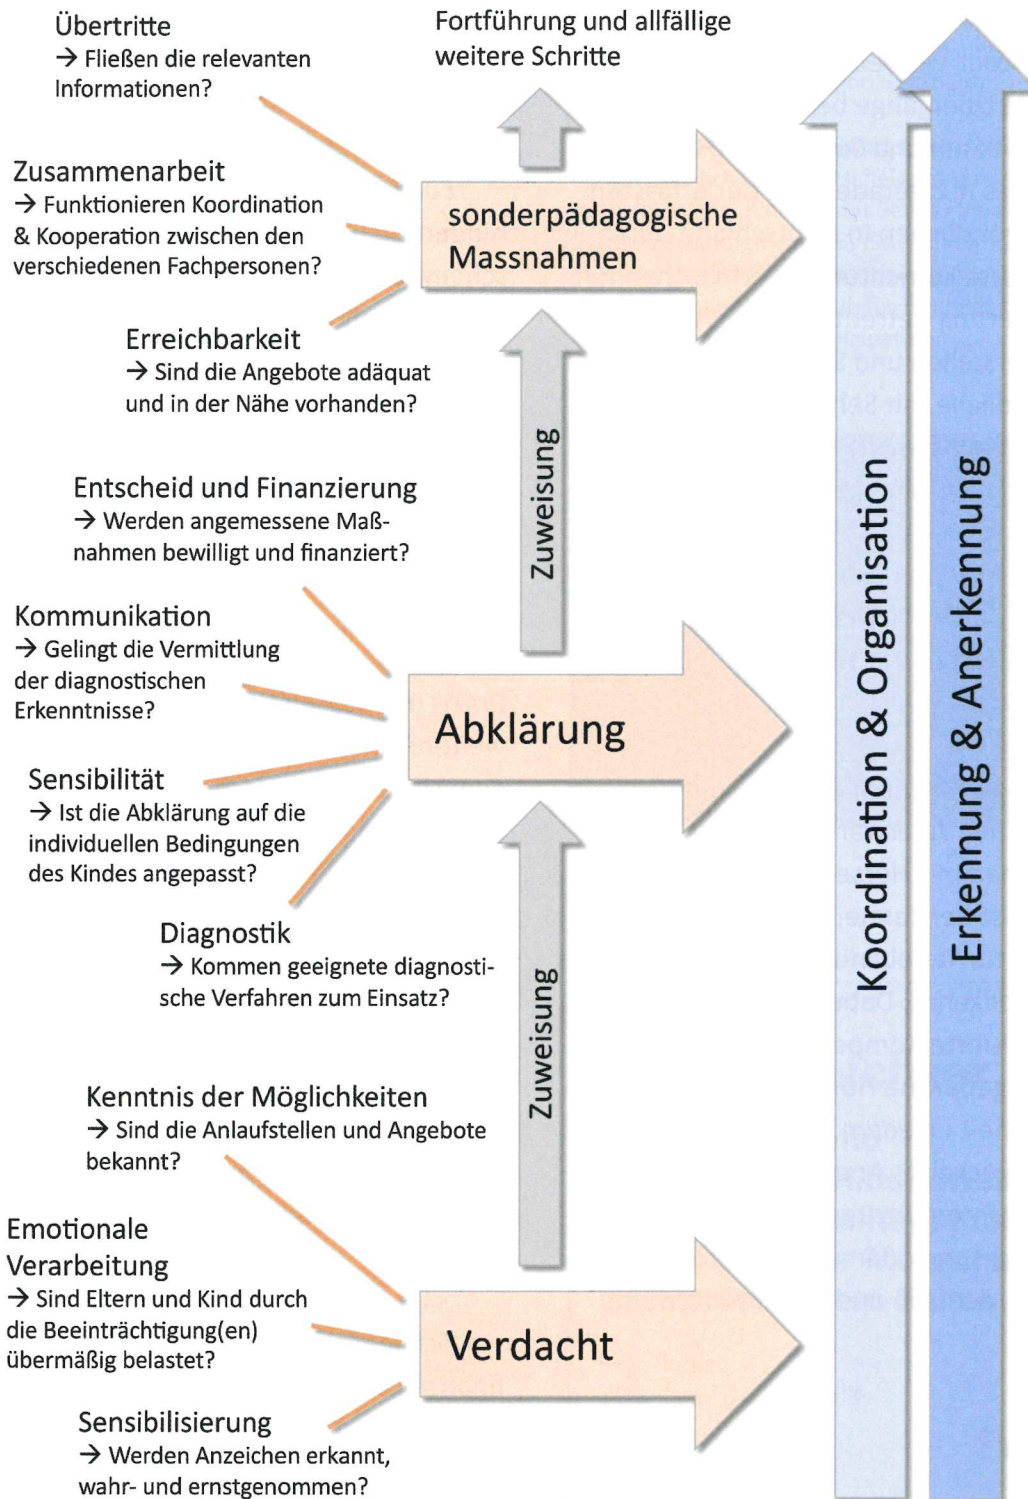 Übertritte
→ Fließen die relevanten
Informationen?
Fortführung und allfällige
weitere Schritte
Zusammenarbeit
→ Funktionieren Koordination
& Kooperation zwischen den
verschiedenen Fachpersonen?
sonderpädagogische
Massnahmen
Erreichbarkeit
→ Sind die Angebote adäquat
und in der Nähe vorhanden?
Zuweisung
Entscheid und Finanzierung
→ Werden angemessene Maß-
nahmen bewilligt und finanziert?
Kommunikation
→ Gelingt die Vermittlung
der diagnostischen
Erkenntnisse?
Abklärung
Sensibilität
→ Ist die Abklärung auf die
individuellen Bedingungen
des Kindes angepasst?
Diagnostik
→ Kommen geeignete diagnosti-
sche Verfahren zum Einsatz?
Zuweisung
Kenntnis der Möglichkeiten
→ Sind die Anlaufstellen und Angebote
bekannt?
Emotionale
Verarbeitung
→ Sind Eltern und Kind durch
die Beeinträchtigung(en)
übermäßig belastet?
Verdacht
Sensibilisierung
→ Werden Anzeichen erkannt,
wahr- und ernstgenommen?
Koordination & Organisation
Erkennung & Anerkennung